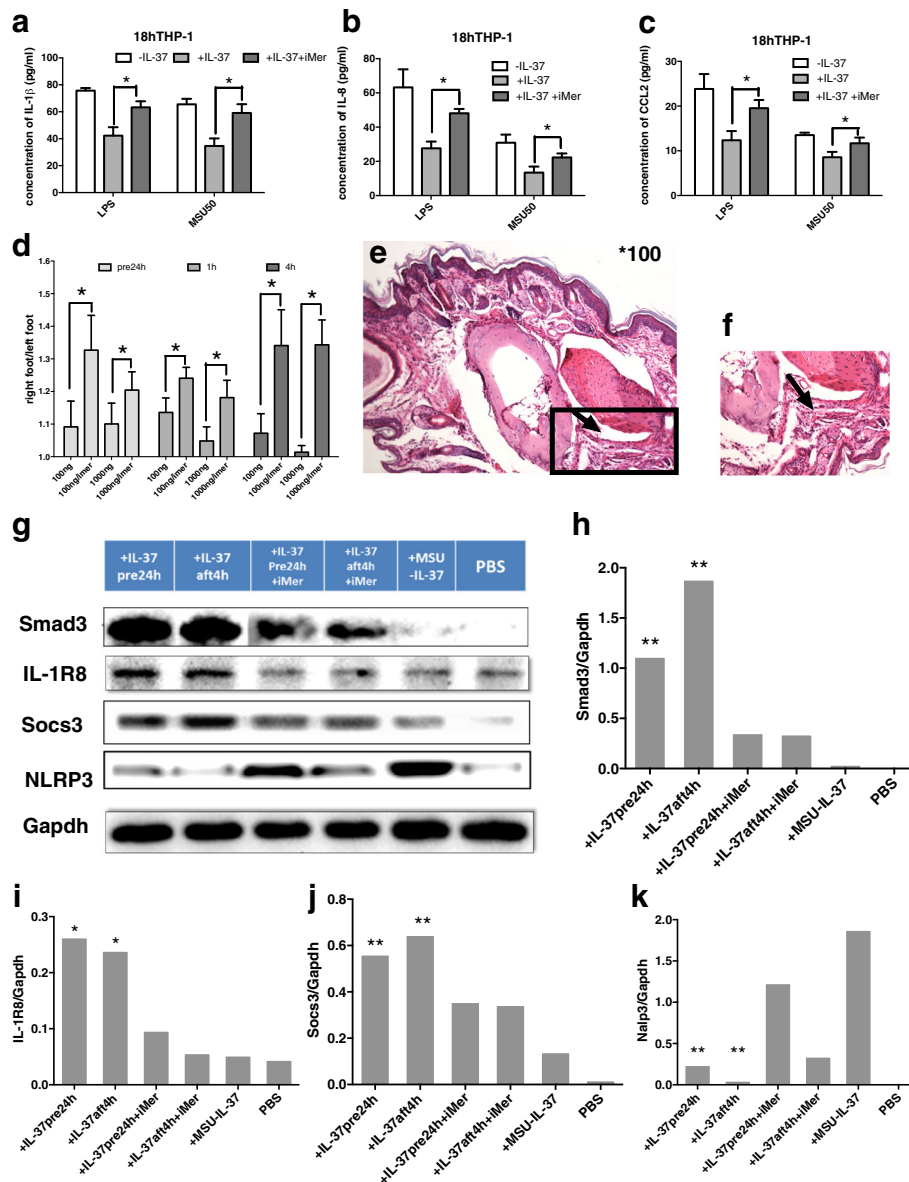 a
18hTHP-1
-IL-37 +IL-37 +IL-37+iMer
concentration of IL-1β (pg/ml)
100
80
60
40
20
0
* *
LPS MSU50
b
18hTHP-1
-IL-37
+IL-37
+IL-37 +iMer
concentration of IL-8 (pg/ml)
80
60
40
20
0
* *
LPS MSU50
c
18hTHP-1
-IL-37
+IL-37
+IL-37 +iMer
concentration of CCL2 (pg/ml)
30
20
10
0
* *
LPS MSU50
d
pre24h 1h 4h
right foot/left foot
1.6
1.5
1.4
1.3
1.2
1.1
1.0
* * * * * *
100ng 100ng/imer 1000ng 1000ng/imer 100ng 100ng/imer 1000ng 1000ng/imer 100ng 100ng/imer 1000ng 1000ng/imer
e
*100
f
g
+IL-37 pre24h
+IL-37 aft4h
+IL-37 Pre24h +iMer
+IL-37 aft4h +iMer
+MSU -IL-37
PBS
Smad3
IL-1R8
Socs3
NLRP3
Gapdh
h
Smad3/Gapdh
2.0
1.5
1.0
0.5
0.0
** **
+IL-37pre24h +IL-37aft4h +IL-37pre24h+iMer +IL-37aft4h+iMer +MSU-IL-37 PBS
i
IL-1R8/Gapdh
0.3
0.2
0.1
0.0
* *
+IL-37pre24h +IL-37aft4h +IL-37pre24h+iMer +IL-37aft4h+iMer +MSU-IL-37 PBS
j
Socs3/Gapdh
0.8
0.6
0.4
0.2
0.0
** **
+IL-37pre24h +IL-37aft4h +IL-37pre24h+iMer +IL-37aft4h+iMer +MSU-IL-37 PBS
k
Nalp3/Gapdh
2.0
1.5
1.0
0.5
0.0
** **
+IL-37pre24h +IL-37aft4h +IL-37pre24h+iMer +IL-37aft4h+iMer +MSU-IL-37 PBS